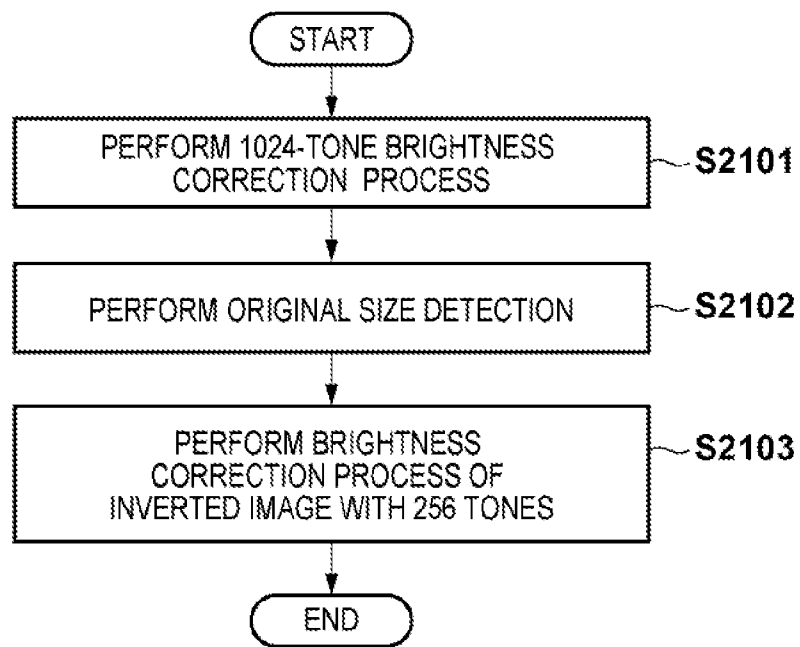 START
PERFORM 1024-TONE BRIGHTNESS
CORRECTION PROCESS
S2101
PERFORM ORIGINAL SIZE DETECTION
S2102
PERFORM BRIGHTNESS
CORRECTION PROCESS OF
INVERTED IMAGE WITH 256 TONES
S2103
END